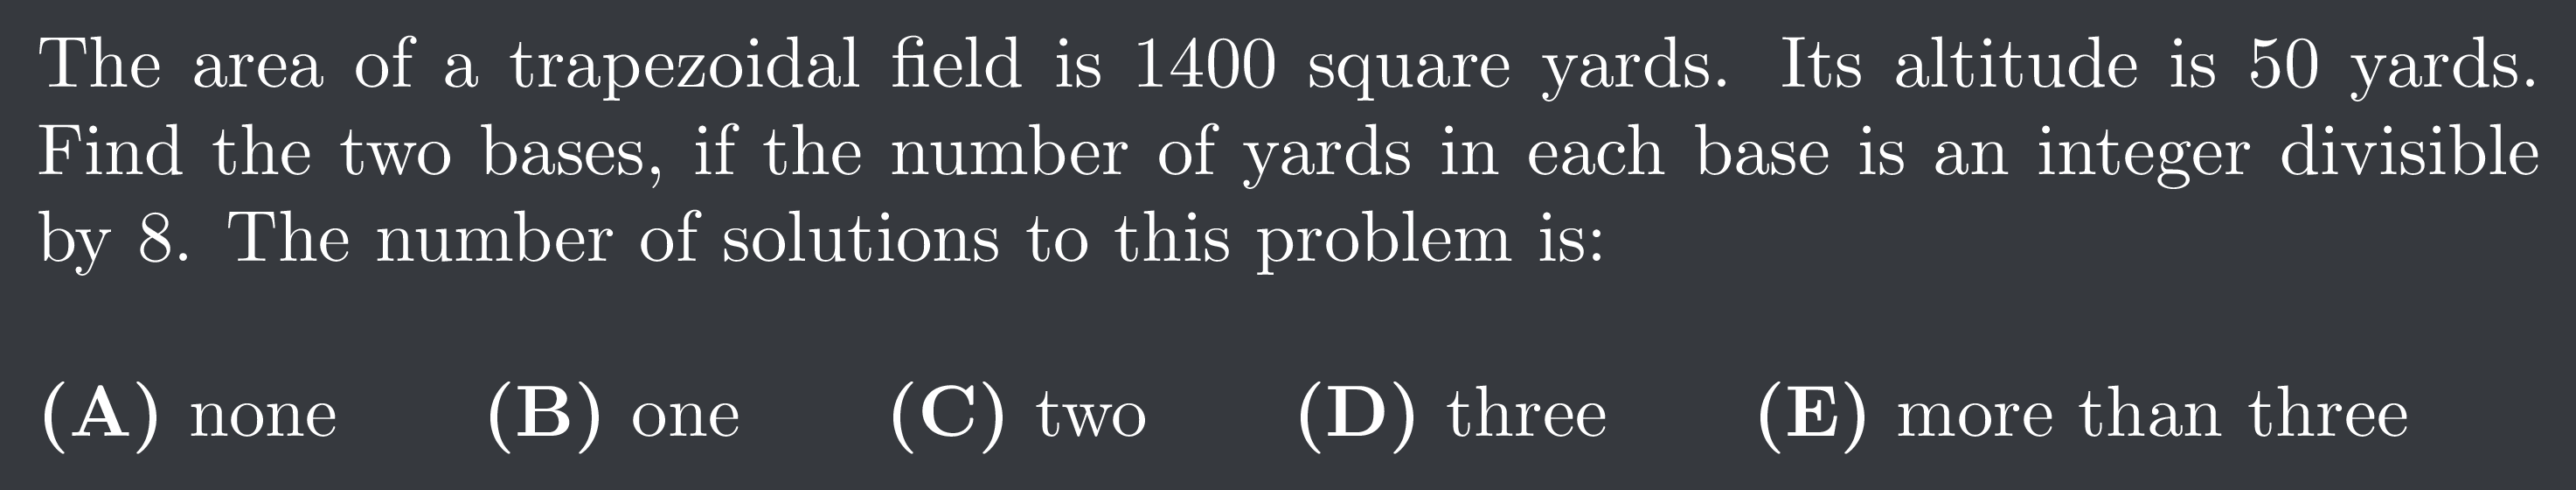 The area of a trapezoidal field is 1400 square yards. Its altitude is 50 yards.
Find the two bases, if the number of yards in each base is an integer divisible
by 8. The number of solutions to this problem is:
(A) none (B) one (C) two (D) three (E) more than three